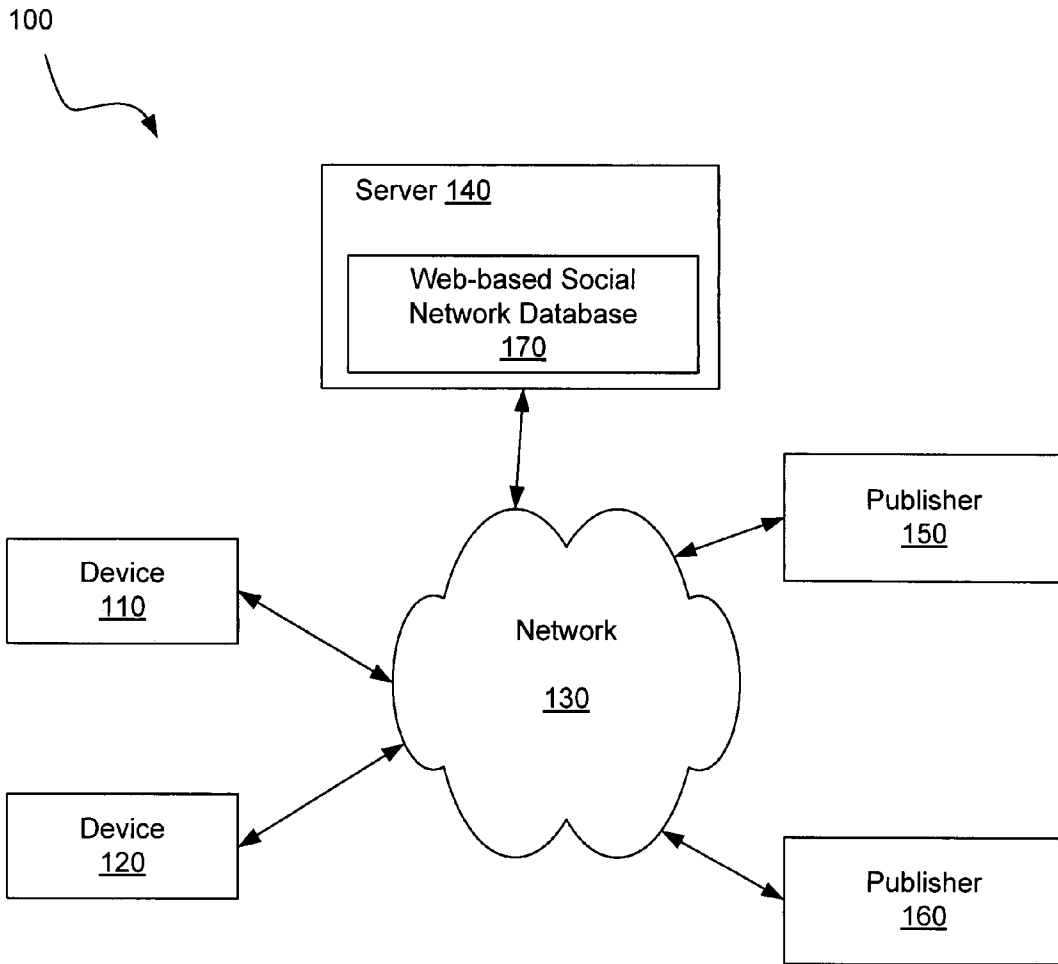 100
Server 140
Web-based Social
Network Database
170
Publisher
150
Device
110
Network
130
Device
120
Publisher
160